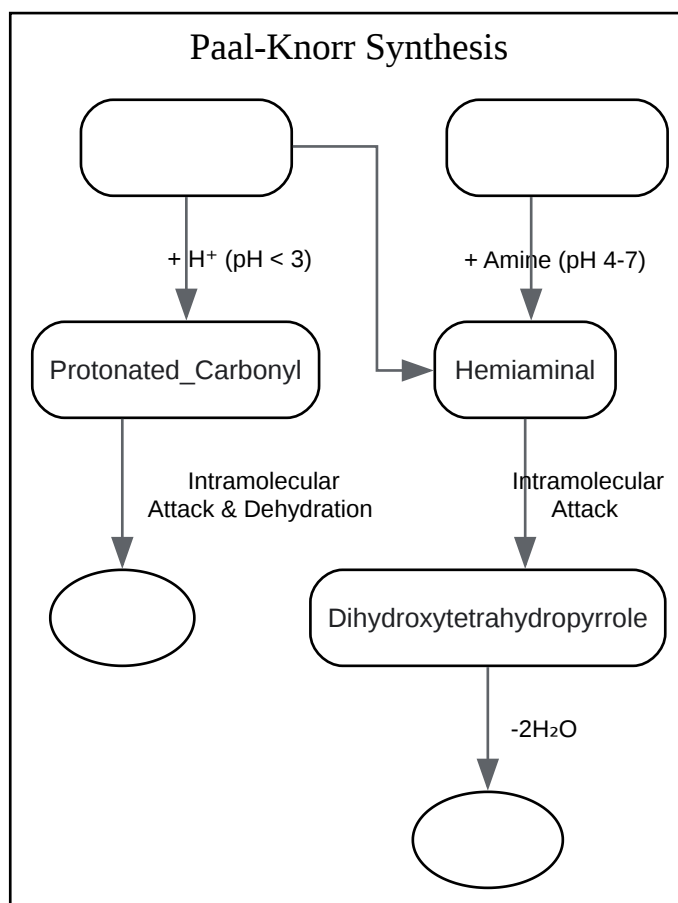 Paal-Knorr Synthesis
+ H⁺ (pH < 3)
+ Amine (pH 4-7)
Protonated_Carbonyl
Hemiaminal
Intramolecular
Attack & Dehydration
Intramolecular
Attack
Dihydroxytetrahydropyrrole
-2H₂O